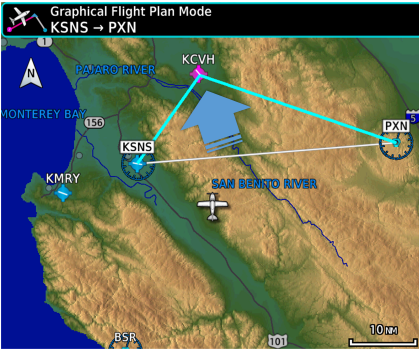 Graphical Flight Plan Mode
KSNS → PXN
1
KCVH
PAJARO RIVER
N
MONTEREY BAY
156
5
PXN
KSNS
KMRY
SAN BENITO RIVER
BSR
101
10 NM